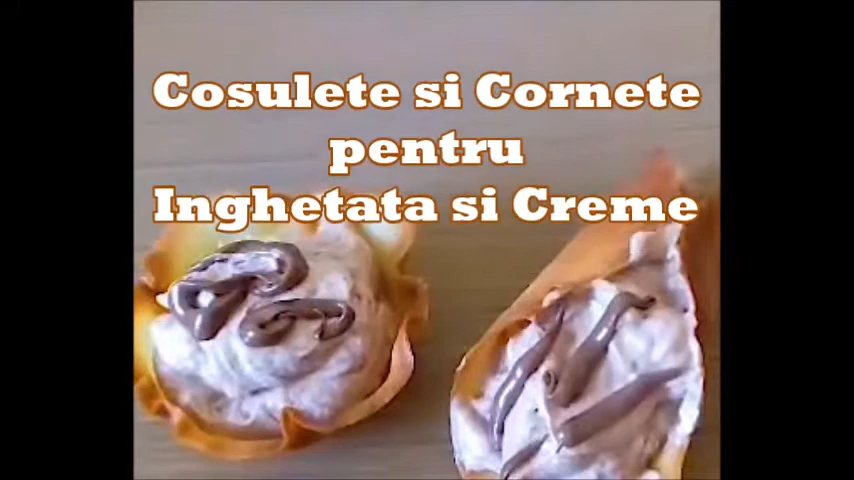 Cosulete si Cornete
pentru
Inghetata si Creme